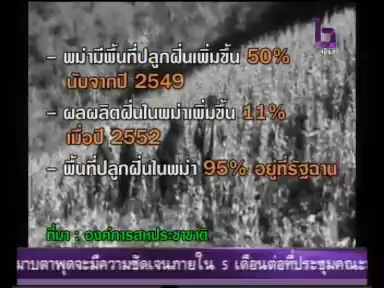 - พม่ามีพื้นที่ปลูกฝิ่นเพิ่มขึ้น 50%
นับจากปี 2549
- ผลผลิตฝิ่นในพม่าเพิ่มขึ้น 11%
เมื่อปี 2552
- พื้นที่ปลูกฝิ่นในพม่า 95% อยู่ที่รัฐฉาน
ที่มา : องค์การสหประชาชาติ
มาบตาพุดจะมีความชัดเจนภายใน 5 เดือนต่อที่ประชุมคณะ